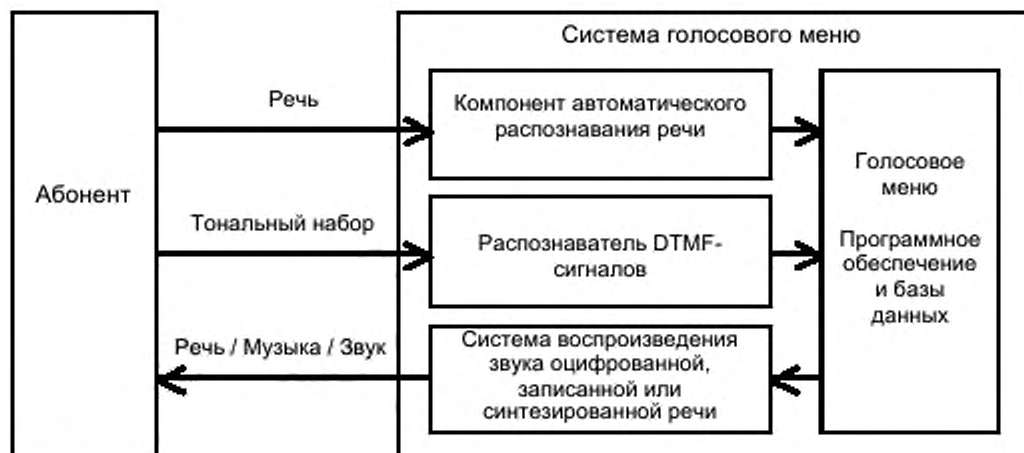 Система голосового меню
Абонент
Речь
Компонент автоматического
распознавания речи
Тональный набор
Распознаватель DTMF-
сигналов
Речь / Музыка / Звук
Система воспроизведения
звука оцифрованной,
записанной или
синтезированной речи
Голосовое
меню
Программное
обеспечение
и базы
данных